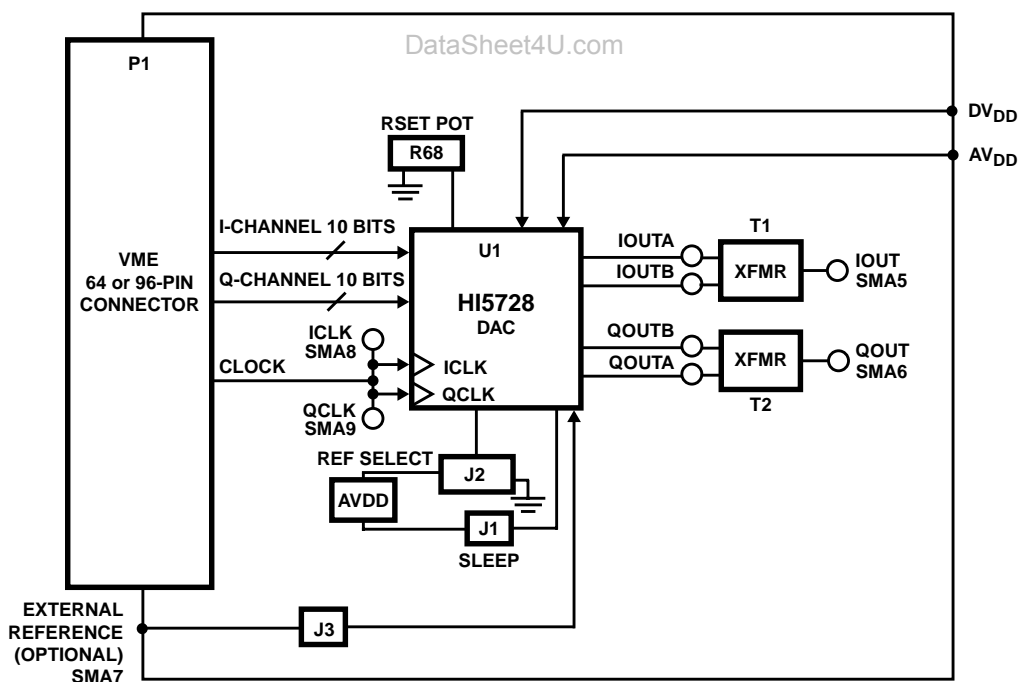 DataSheet4U.com
P1
VME
64 or 96-PIN
CONNECTOR
DVDD
AVDD
RSET POT
R68
I-CHANNEL 10 BITS
Q-CHANNEL 10 BITS
ICLK
SMA8
CLOCK
QCLK
SMA9
U1
HI5728
DAC
ICLK
QCLK
IOUTA
IOUTB
T1
XFMR
IOUT
SMA5
QOUTB
QOUTA
XFMR
T2
QOUT
SMA6
REF SELECT
J2
AVDD
J1
SLEEP
J3
EXTERNAL
REFERENCE
(OPTIONAL)
SMA7